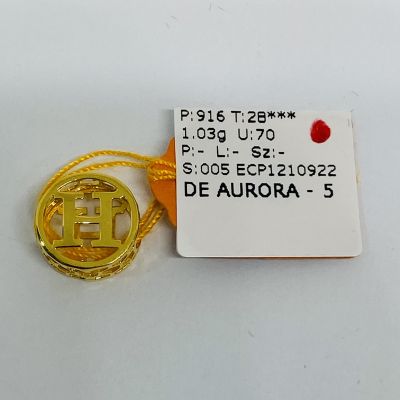 P:916 T:28***
1.03g U:70
P:- L:- Sz:-
S:005 ECP1210922
DE AURORA - 5
H